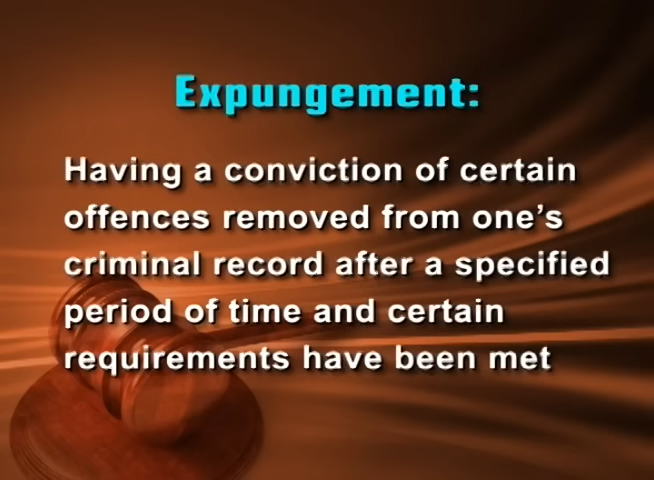 Expungement:
Having a conviction of certain
offences removed from one’s
criminal record after a specified
period of time and certain
requirements have been met